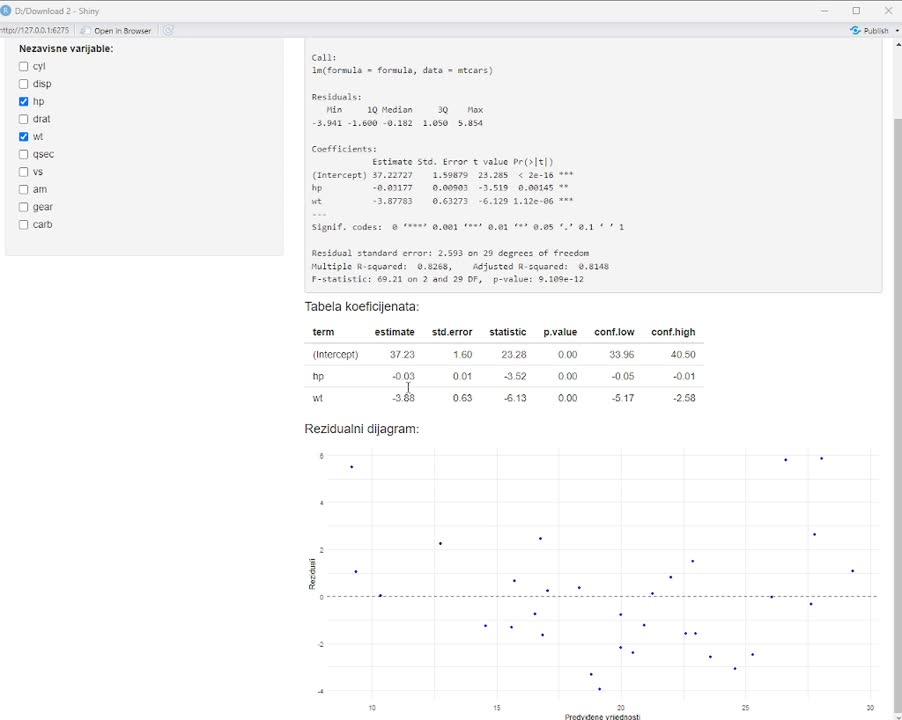 D:/Download 2 - Shiny
http://127.0.0.1:6275
Open in Browser
Publish
Nezavisne varijable:
cyl
disp
hp
drat
wt
qsec
vs
am
gear
carb
Call:
lm(formula = formula, data = mtcars)
Residuals:
Min 1Q Median 3Q Max
-3.941 -1.600 -0.182 1.050 5.854
Coefficients:
Estimate Std. Error t value Pr(>|t|)
(Intercept) 37.22727 1.59879 23.285 < 2e-16 ***
hp -0.03177 0.00903 -3.519 0.00145 **
wt -3.87783 0.63273 -6.129 1.12e-06 ***
---
Signif. codes: 0 ‘***’ 0.001 ‘**’ 0.01 ‘*’ 0.05 ‘.’ 0.1 ‘ ’ 1
Residual standard error: 2.593 on 29 degrees of freedom
Multiple R-squared: 0.8268, Adjusted R-squared: 0.8148
F-statistic: 69.21 on 2 and 29 DF, p-value: 9.109e-12
Tabela koeficijenata:
term estimate std.error statistic p.value conf.low conf.high
(Intercept) 37.23 1.60 23.28 0.00 33.96 40.50
hp -0.03 0.01 -3.52 0.00 -0.05 -0.01
wt -3.88 0.63 -6.13 0.00 -5.17 -2.58
Rezidualni dijagram:
6
4
2
0
-2
-4
Reziduali
10 15 20 25 30
Predviđene vrijednosti